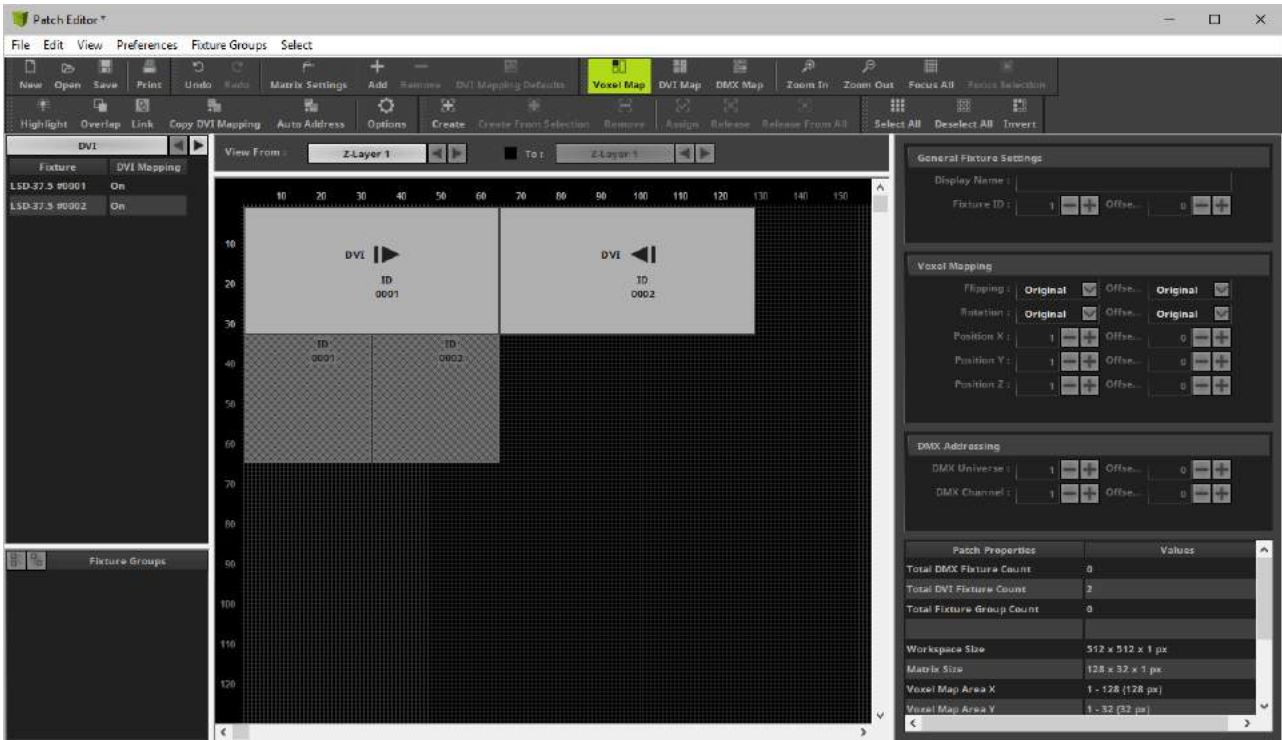 Patch Editor *
File Edit View Preferences Fixture Groups Select
New Open Save Print Undo Redo Matrix Settings Add Remove DVI Mapping Defaults Voxel Map DVI Map DMX Map Zoom In Zoom Out Focus All Focus Selection
Highlight Overlap Link Copy DVI Mapping Auto Address Options Create Create From Selection Remove Assign Release Release From All Select All Deselect All Invert
DVI
Fixture DVI Mapping
LSD-37.5 #0001 On
LSD-37.5 #0002 On
Fixture Groups
View From : Z-Layer 1 To : Z-Layer 1
10 20 30 40 50 60 70 80 90 100 110 120 130 140 150
10
20
30
40
50
60
70
80
90
100
110
120
DVI
ID
0001
DVI
ID
0002
ID
0001
ID
0002
General Fixture Settings
Display Name :
Fixture ID : 1 Offse... 0
Voxel Mapping
Flipping : Original Offse... Original
Rotation : Original Offse... Original
Position X : 1 Offse... 0
Position Y : 1 Offse... 0
Position Z : 1 Offse... 0
DMX Addressing
DMX Universe : 1 Offse... 0
DMX Channel : 1 Offse... 0
Patch Properties Values
Total DMX Fixture Count 0
Total DVI Fixture Count 2
Total Fixture Group Count 0
Workspace Size 512 x 512 x 1 px
Matrix Size 128 x 32 x 1 px
Voxel Map Area X 1 - 128 (128 px)
Voxel Map Area Y 1 - 32 (32 px)